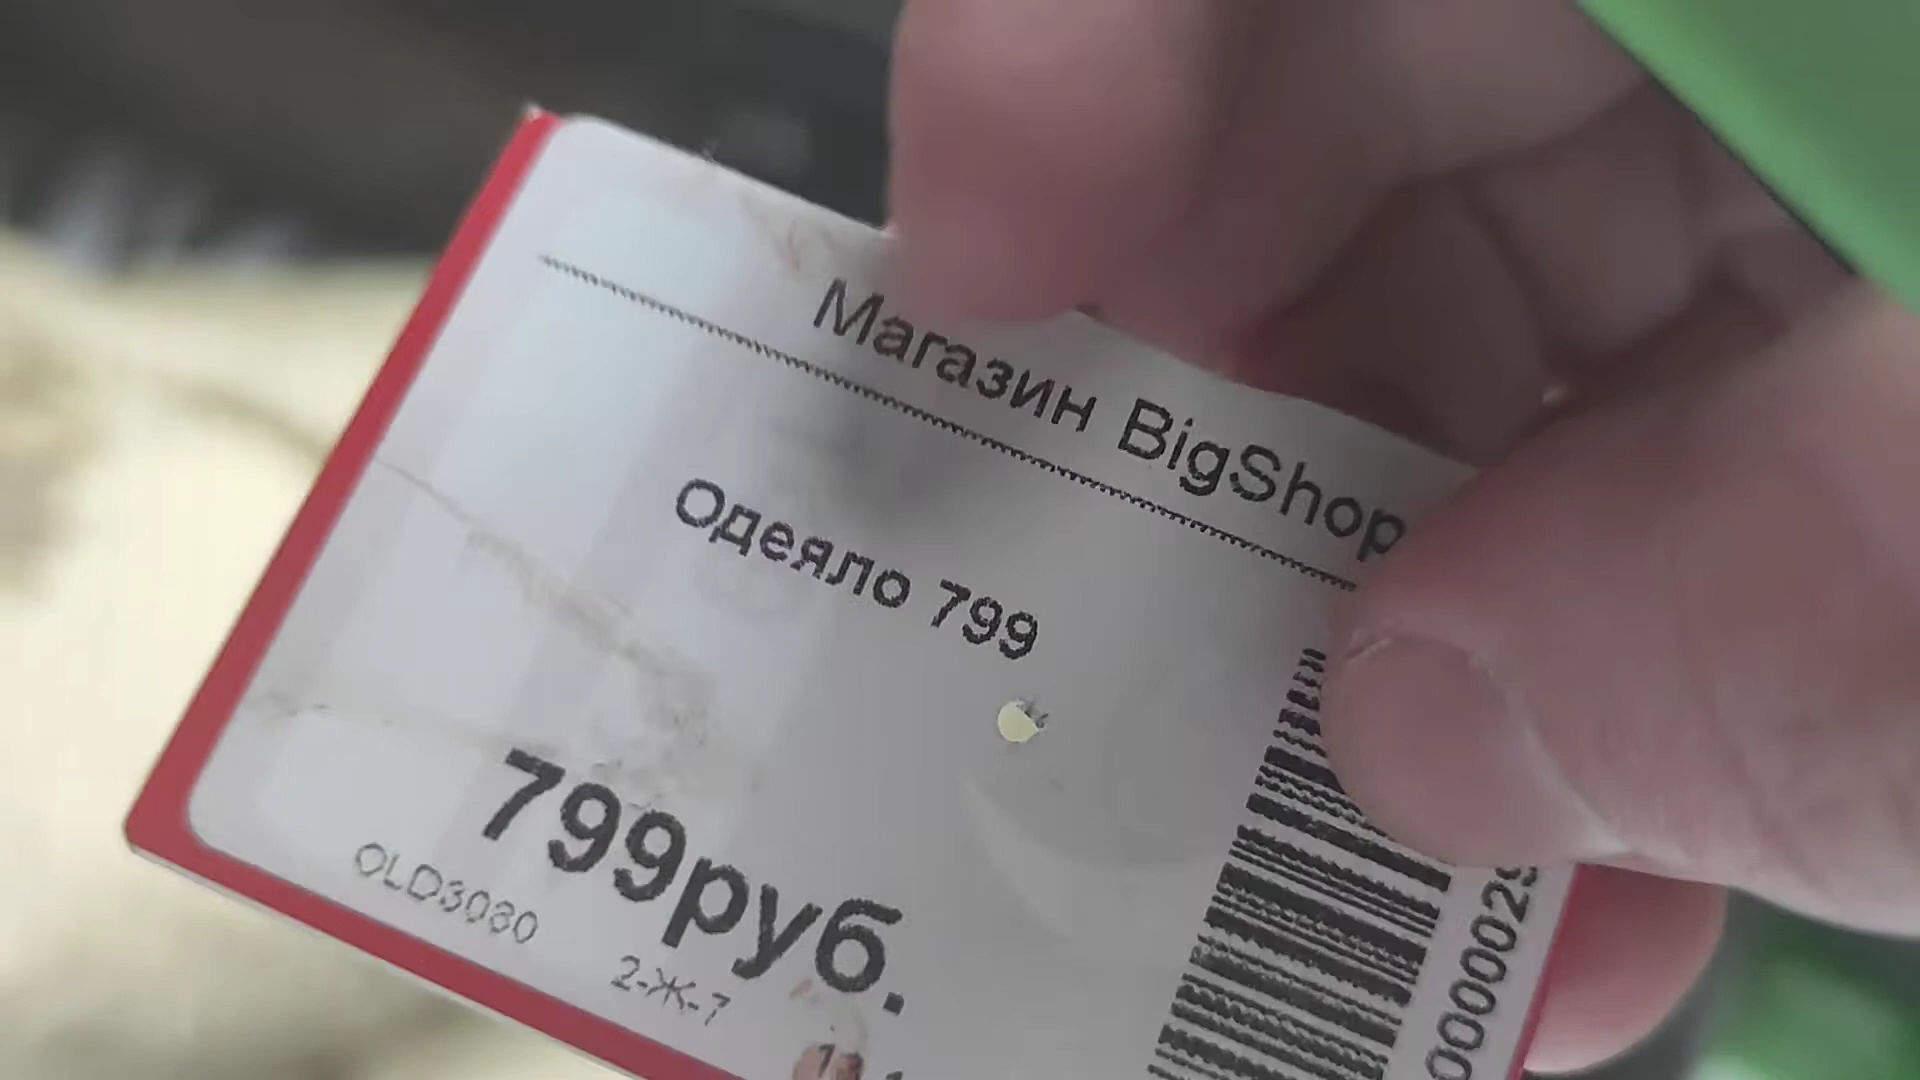 Магазин BigShop
Одеяло 799
799руб.
OLD3080
2-Ж-7